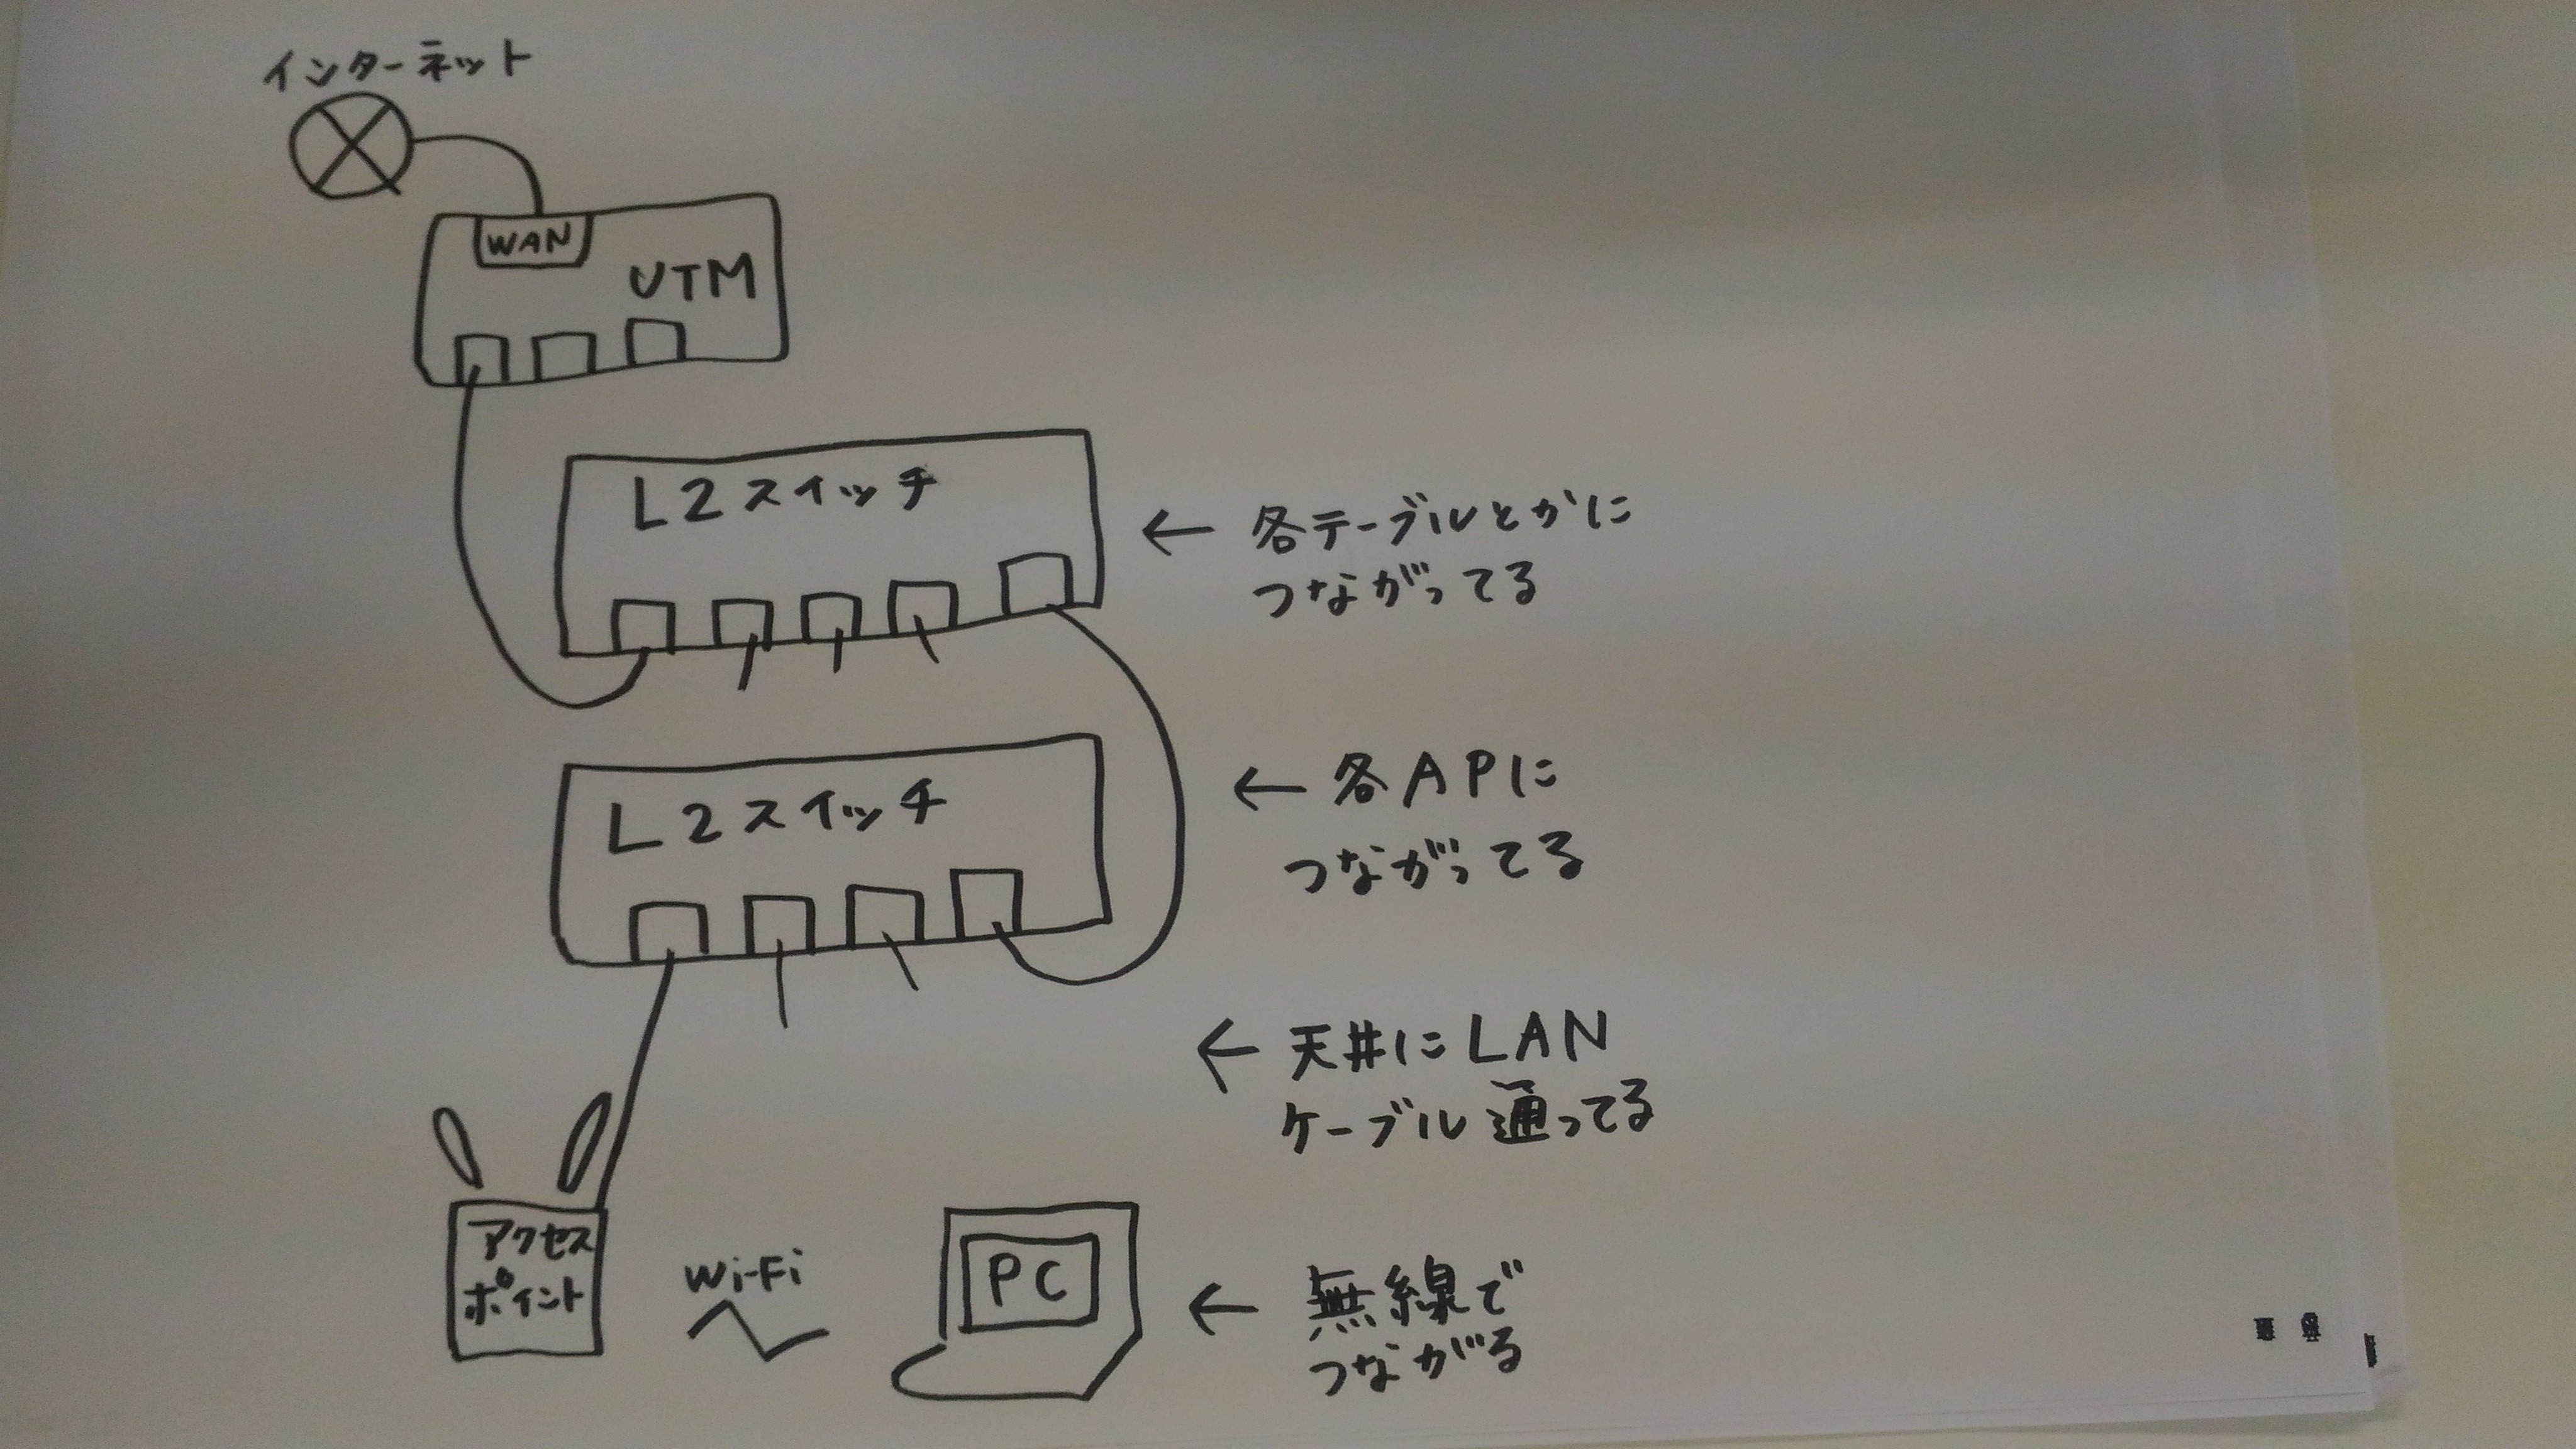 インターネット
WAN
UTM
L2スイッチ
← 各テーブルとかに
つながってる
L2スイッチ
← 各APに
つながってる
← 天井にLAN
ケーブル通ってる
アクセス
ポイント
Wi-Fi
PC
← 無線で
つながる